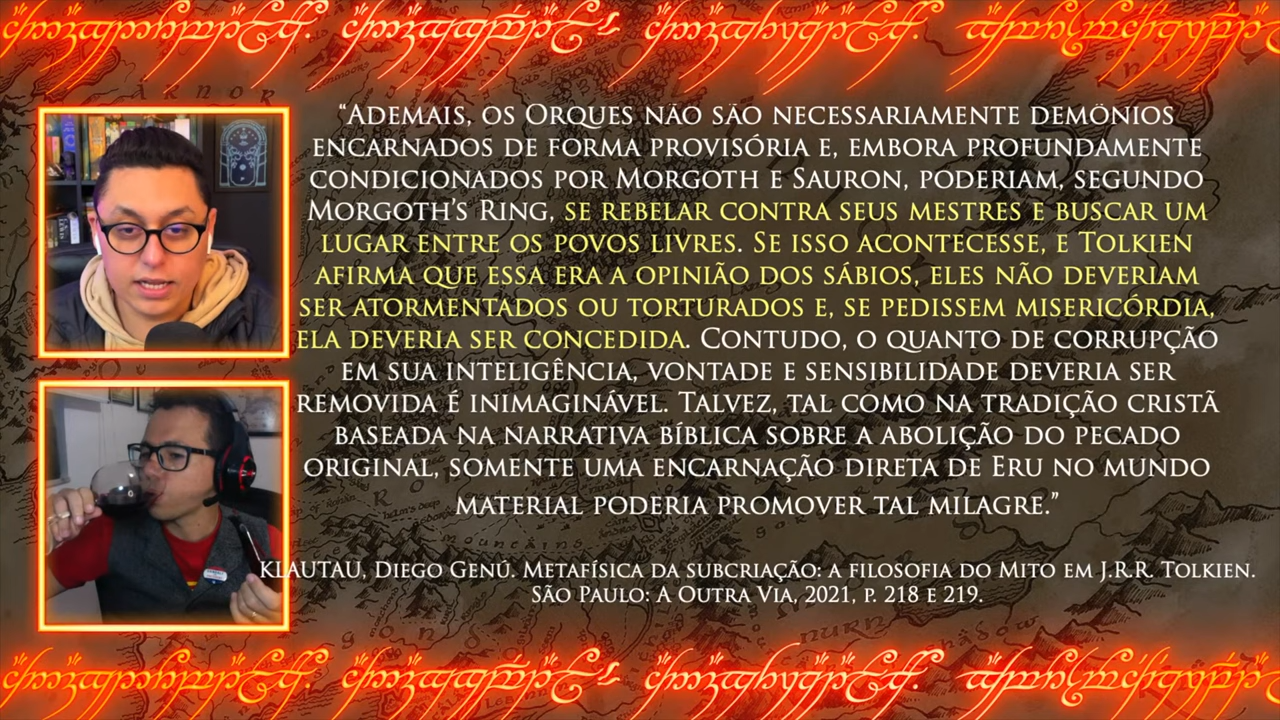 “Ademais, os Orques não são necessariamente demônios
encarnados de forma provisória e, embora profundamente
condicionados por Morgoth e Sauron, poderiam, segundo
Morgoth’s Ring, se rebelar contra seus mestres e buscar um
lugar entre os povos livres. Se isso acontecesse, e Tolkien
afirma que essa era a opinião dos sábios, eles não deveriam
ser atormentados ou torturados e, se pedissem misericórdia,
ela deveria ser concedida. Contudo, o quanto de corrupção
em sua inteligência, vontade e sensibilidade deveria ser
removida é inimaginável. Talvez, tal como na tradição cristã
baseada na narrativa bíblica sobre a abolição do pecado
original, somente uma encarnação direta de Eru no mundo
material poderia promover tal milagre.”
KLAUTAU, Diego Genú. Metafísica da subcriação: a filosofia do Mito em J.R.R. Tolkien.
São Paulo: A Outra Via, 2021, p. 218 e 219.